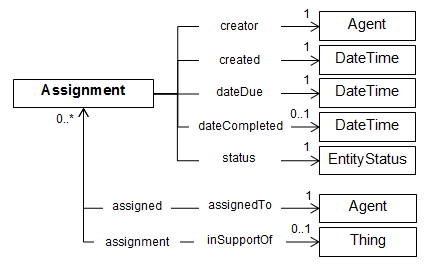 creator 1 Agent
created 1 DateTime
Assignment dateDue 1 DateTime
0..* dateCompleted 0..1 DateTime
status 1 EntityStatus
assigned assignedTo 1 Agent
assignment inSupportOf 0..1 Thing